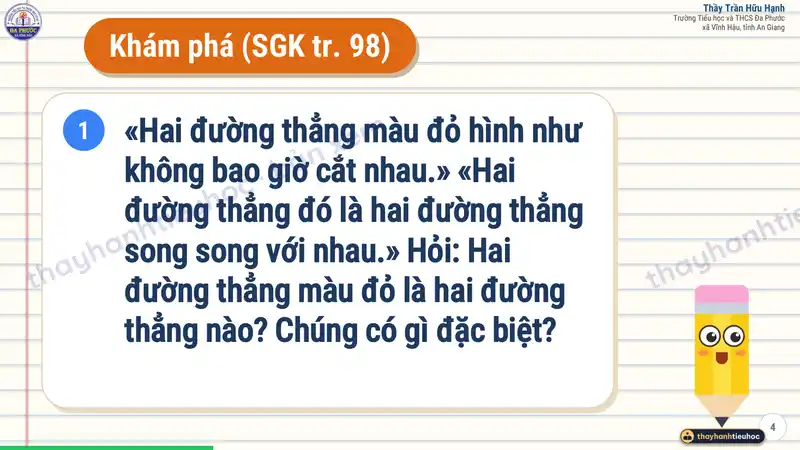 Thầy Trần Hữu Hạnh
Trường Tiểu học và THCS Đa Phước
xã Vĩnh Hậu, tỉnh An Giang
ĐA PHƯỚC
Khám phá (SGK tr. 98)
1
«Hai đường thẳng màu đỏ hình như
không bao giờ cắt nhau.» «Hai
đường thẳng đó là hai đường thẳng
song song với nhau.» Hỏi: Hai
đường thẳng màu đỏ là hai đường
thẳng nào? Chúng có gì đặc biệt?
4
thayhanhtieuhoc